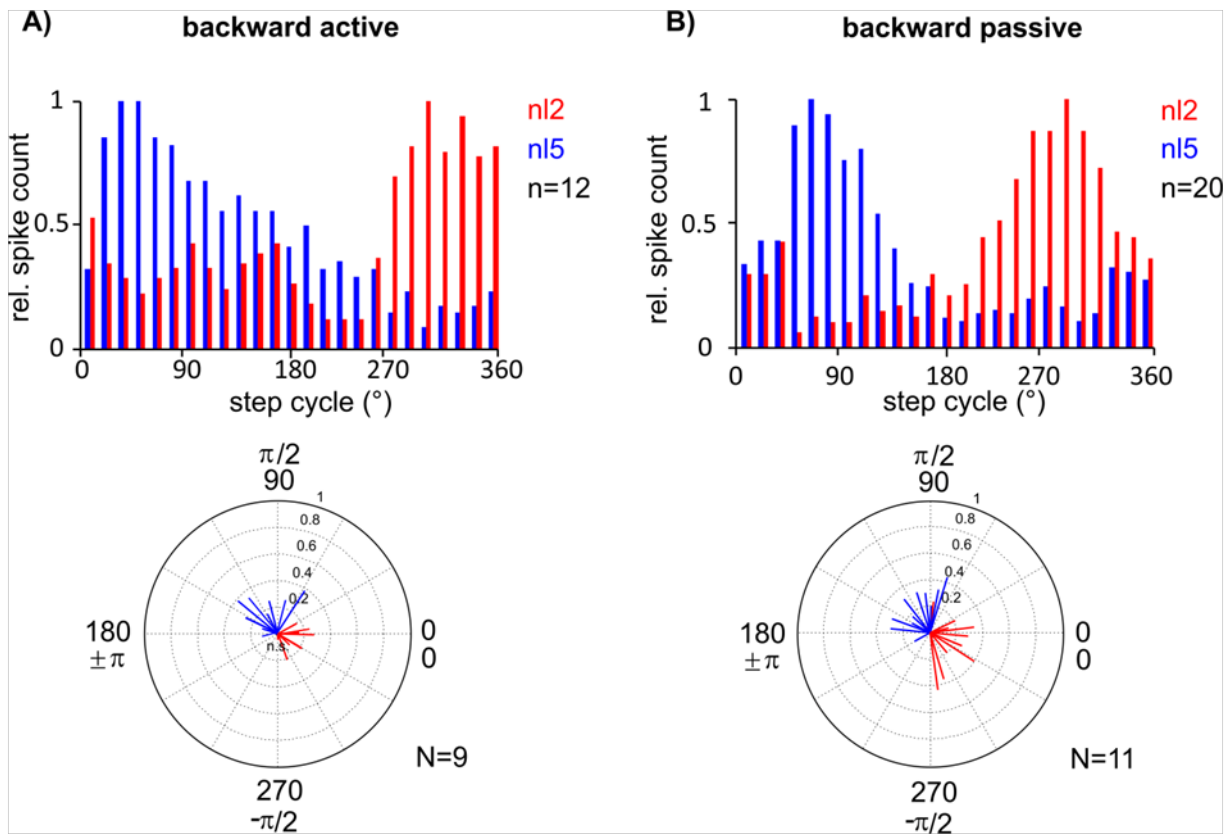 A) backward active
1
0.5
0
rel. spike count
nl2
nl5
n=12
0 90 180 270 360
step cycle (°)
π/2
90
1
0.8
0.6
0.4
0.2
n.s.
180
±π
0
0
270
-π/2
N=9
B) backward passive
1
0.5
0
rel. spike count
nl2
nl5
n=20
0 90 180 270 360
step cycle (°)
π/2
90
1
0.8
0.6
0.4
0.2
180
±π
0
0
270
-π/2
N=11